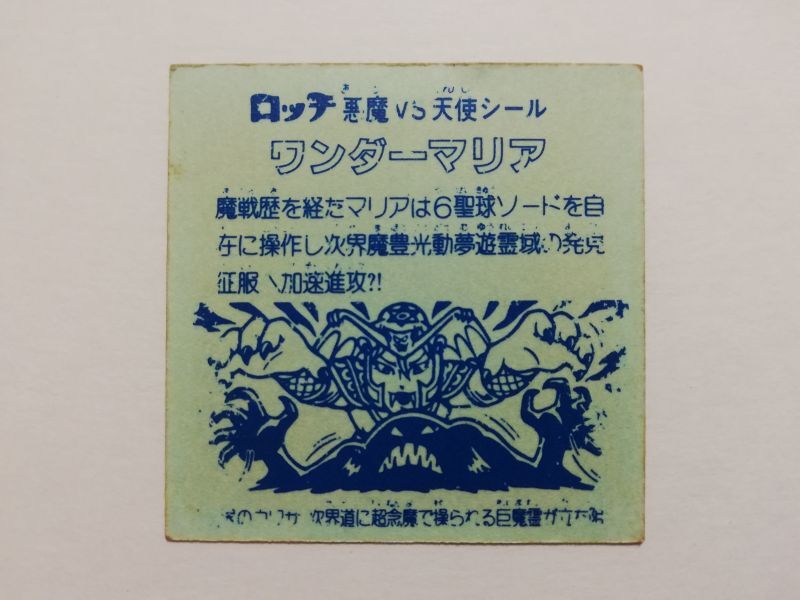 ロッチ 悪魔VS天使シール
ワンダーマリア
魔戦歴を経たマリアは6聖球ソードを自
在に操作し次界魔豊光動夢遊霊域の発見
征服へ加速進攻?!
次界道に超念魔で操られる巨魔霊が立ち